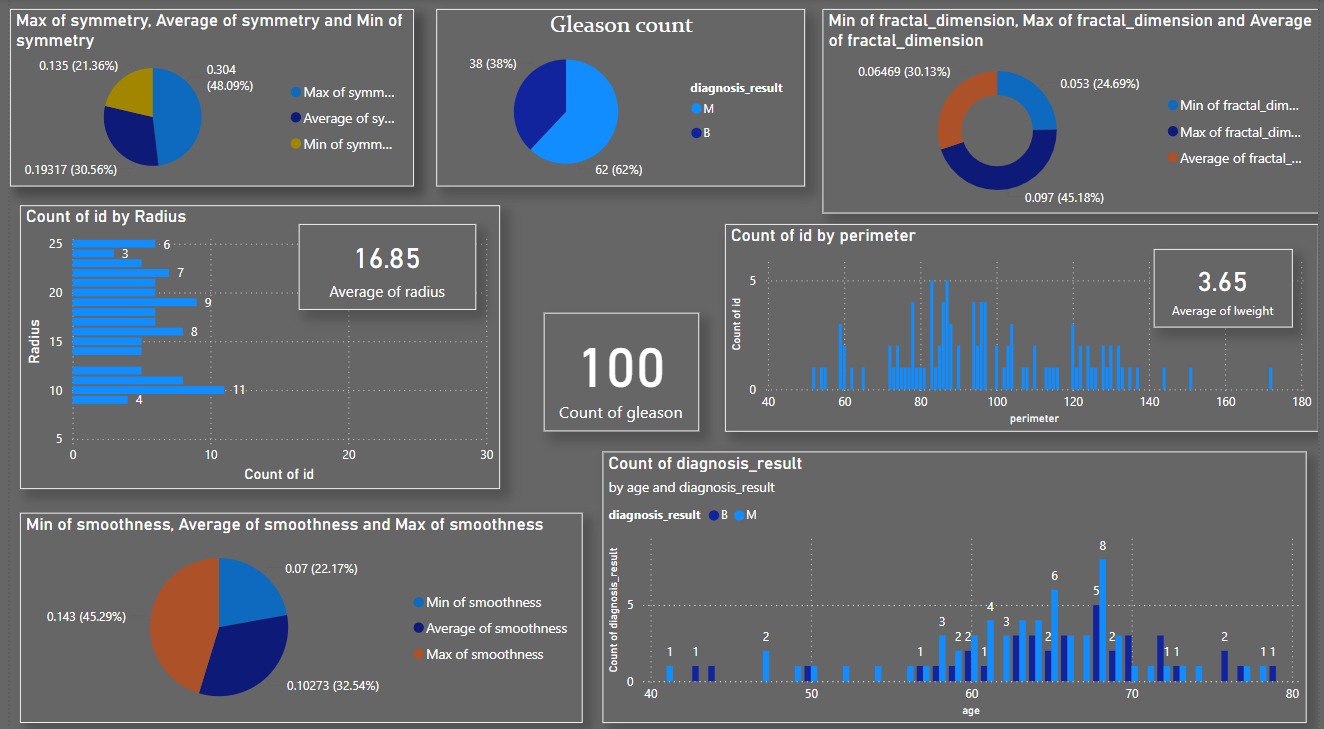 Max of symmetry, Average of symmetry and Min of
symmetry
0.135 (21.36%)
0.304
(48.09%)
0.19317 (30.56%)
Max of symm...
Average of sy...
Min of symm...
Gleason count
38 (38%)
62 (62%)
diagnosis_result
M
B
Min of fractal_dimension, Max of fractal_dimension and Average
of fractal_dimension
0.06469 (30.13%)
0.053 (24.69%)
0.097 (45.18%)
Min of fractal_dim...
Max of fractal_dim...
Average of fractal_...
Count of id by Radius
Radius
25
20
15
10
5
6
3
7
9
8
11
4
0
10
20
30
Count of id
16.85
Average of radius
100
Count of gleason
Count of id by perimeter
Count of id
5
0
40
60
80
100
120
140
160
180
perimeter
3.65
Average of lweight
Min of smoothness, Average of smoothness and Max of smoothness
0.07 (22.17%)
0.143 (45.29%)
0.10273 (32.54%)
Min of smoothness
Average of smoothness
Max of smoothness
Count of diagnosis_result
by age and diagnosis_result
diagnosis_result B M
Count of diagnosis_result
5
0
1
1
2
1
3
2
2
1
4
3
2
6
5
8
2
1
1
2
1
1
40
50
60
70
80
age